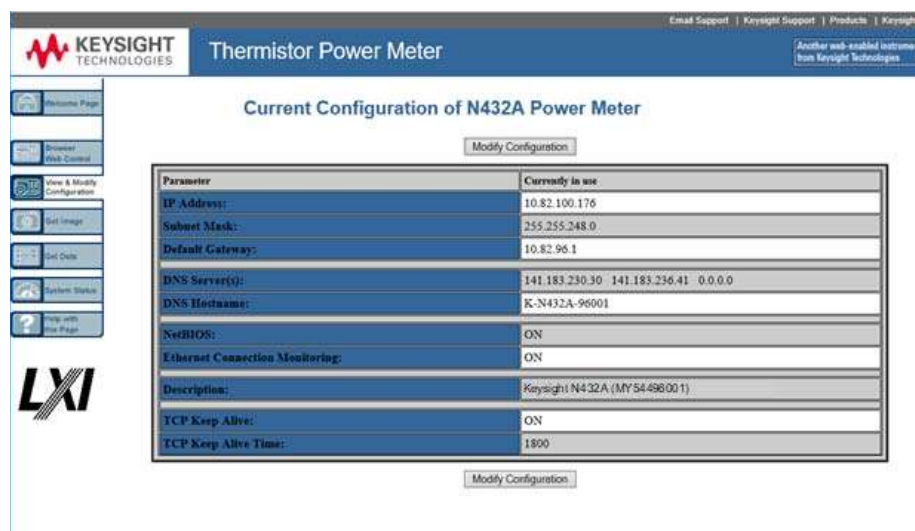 Email Support | Keysight Support | Products | Keysigh
KEYSIGHT
TECHNOLOGIES
Thermistor Power Meter
Another web-enabled instrume
from Keysight Technologies
Welcome Page
Current Configuration of N432A Power Meter
Modify Configuration
Browser
Web Control
View & Modify
Configuration
Get Image
Get Data
System Status
Help with
this Page
LXI
Parameter Currently in use
IP Address: 10.82.100.176
Subnet Mask: 255.255.248.0
Default Gateway: 10.82.96.1
DNS Server(s): 141.183.230.30 141.183.236.41 0.0.0.0
DNS Hostname: K-N432A-96001
NetBIOS: ON
Ethernet Connection Monitoring: ON
Description: Keysight N432A (MY54496001)
TCP Keep Alive: ON
TCP Keep Alive Time: 1800
Modify Configuration